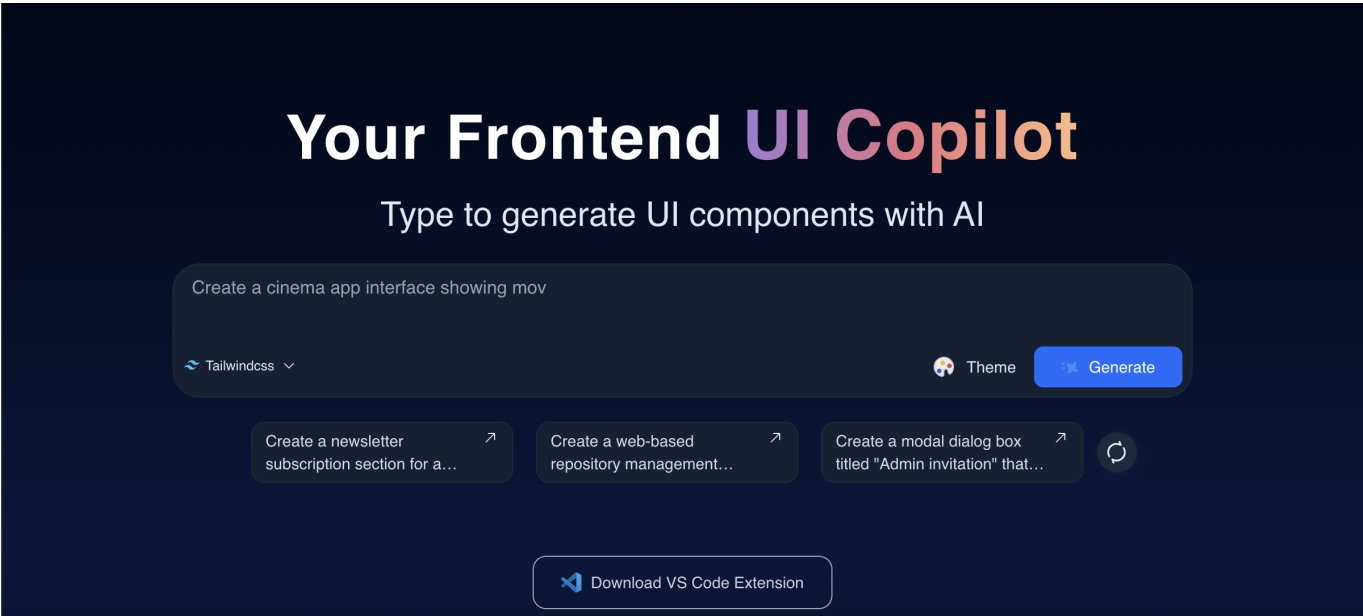 Your Frontend UI Copilot
Type to generate UI components with AI
Create a cinema app interface showing mov
Tailwindcss
Theme
Generate
Create a newsletter
subscription section for a...
Create a web-based
repository management...
Create a modal dialog box
titled "Admin invitation" that...
Download VS Code Extension